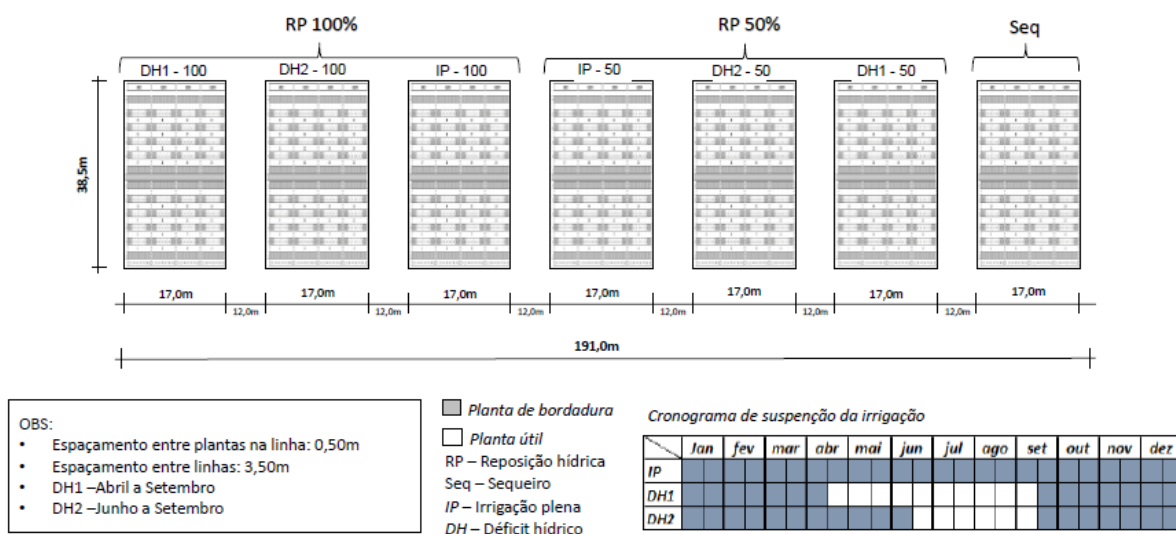 RP 100%
RP 50%
Seq
DH1 - 100
DH2 - 100
IP - 100
IP - 50
DH2 - 50
DH1 - 50
38,5m
17,0m 17,0m 17,0m 17,0m 17,0m 17,0m 17,0m
12,0m 12,0m 12,0m 12,0m 12,0m 12,0m
191,0m
OBS:
• Espaçamento entre plantas na linha: 0,50m
• Espaçamento entre linhas: 3,50m
• DH1 –Abril a Setembro
• DH2 –Junho a Setembro
Planta de bordadura
Planta útil
RP – Reposição hídrica
Seq – Sequeiro
IP – Irrigação plena
DH – Déficit hídrico
Cronograma de suspenção da irrigação
Jan fev mar abr mai jun jul ago set out nov dez
IP
DH1
DH2